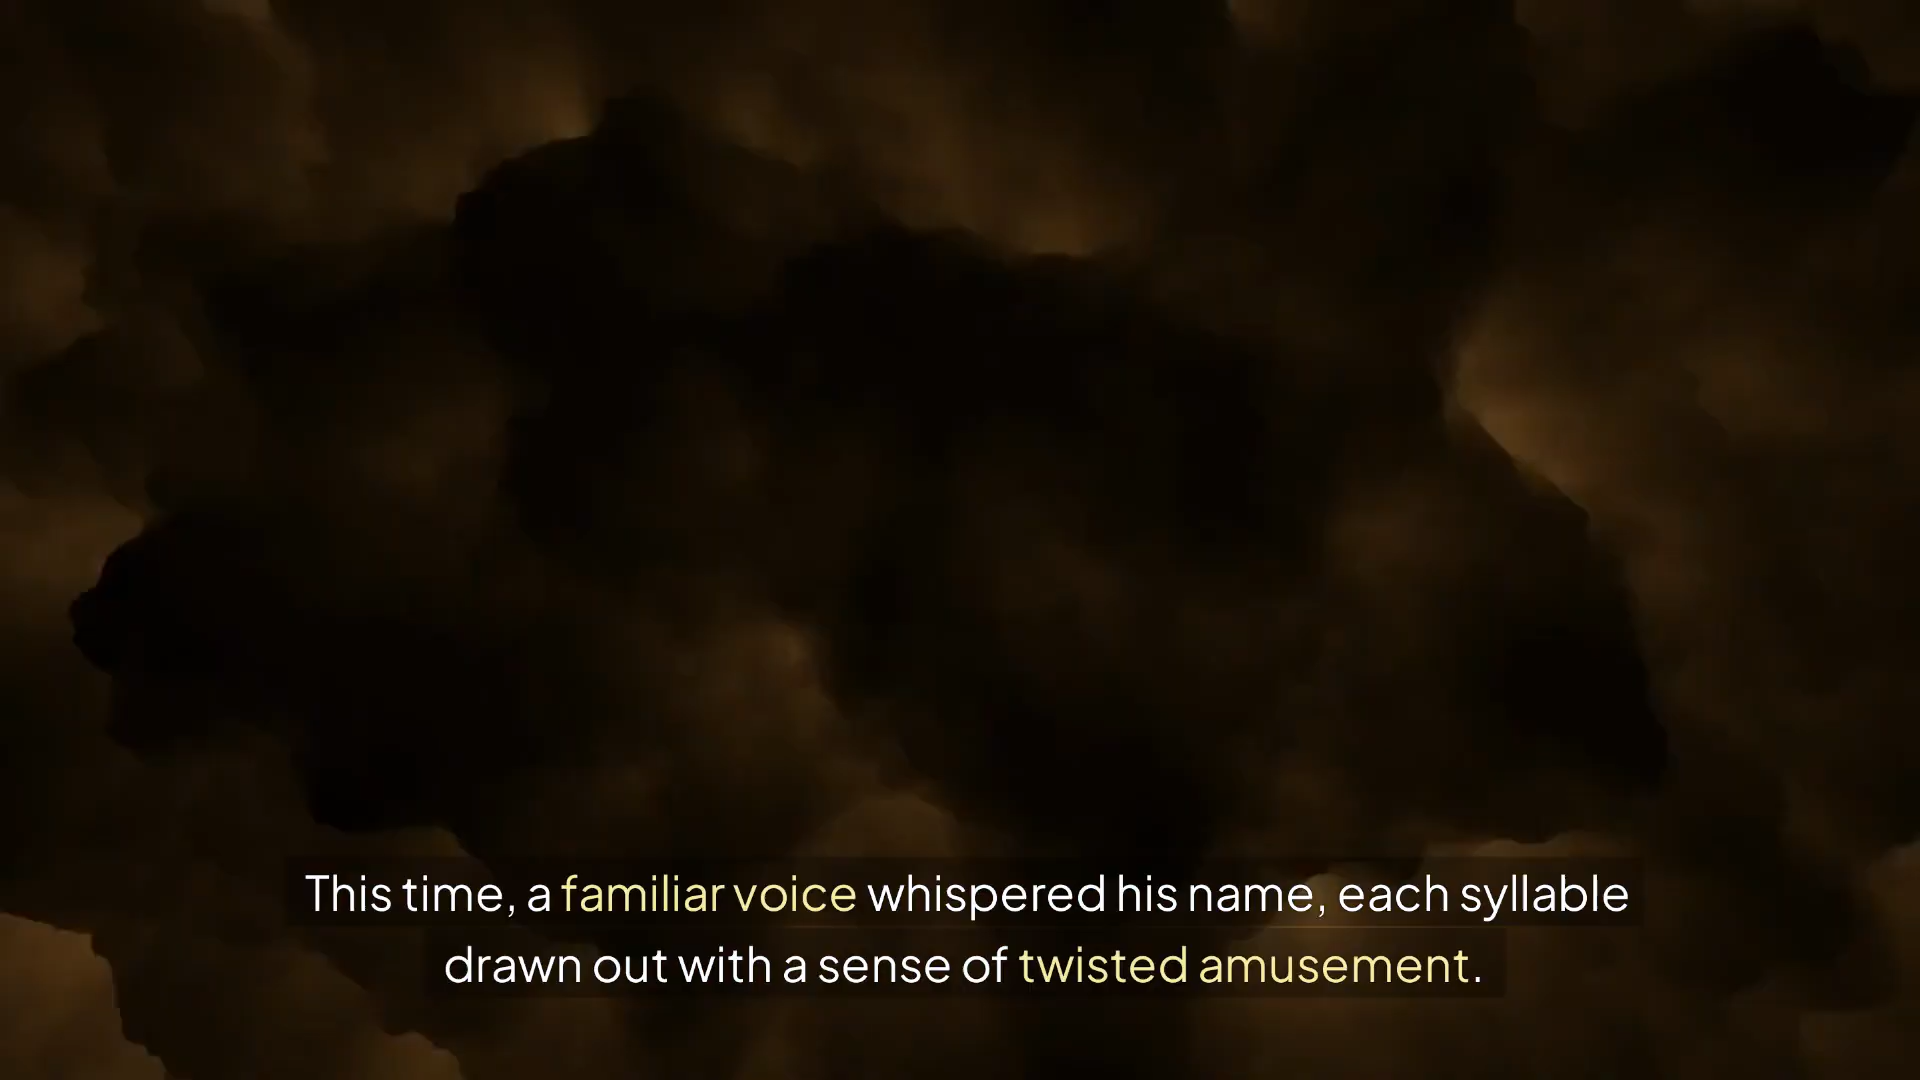 This time, a familiar voice whispered his name, each syllable
drawn out with a sense of twisted amusement.